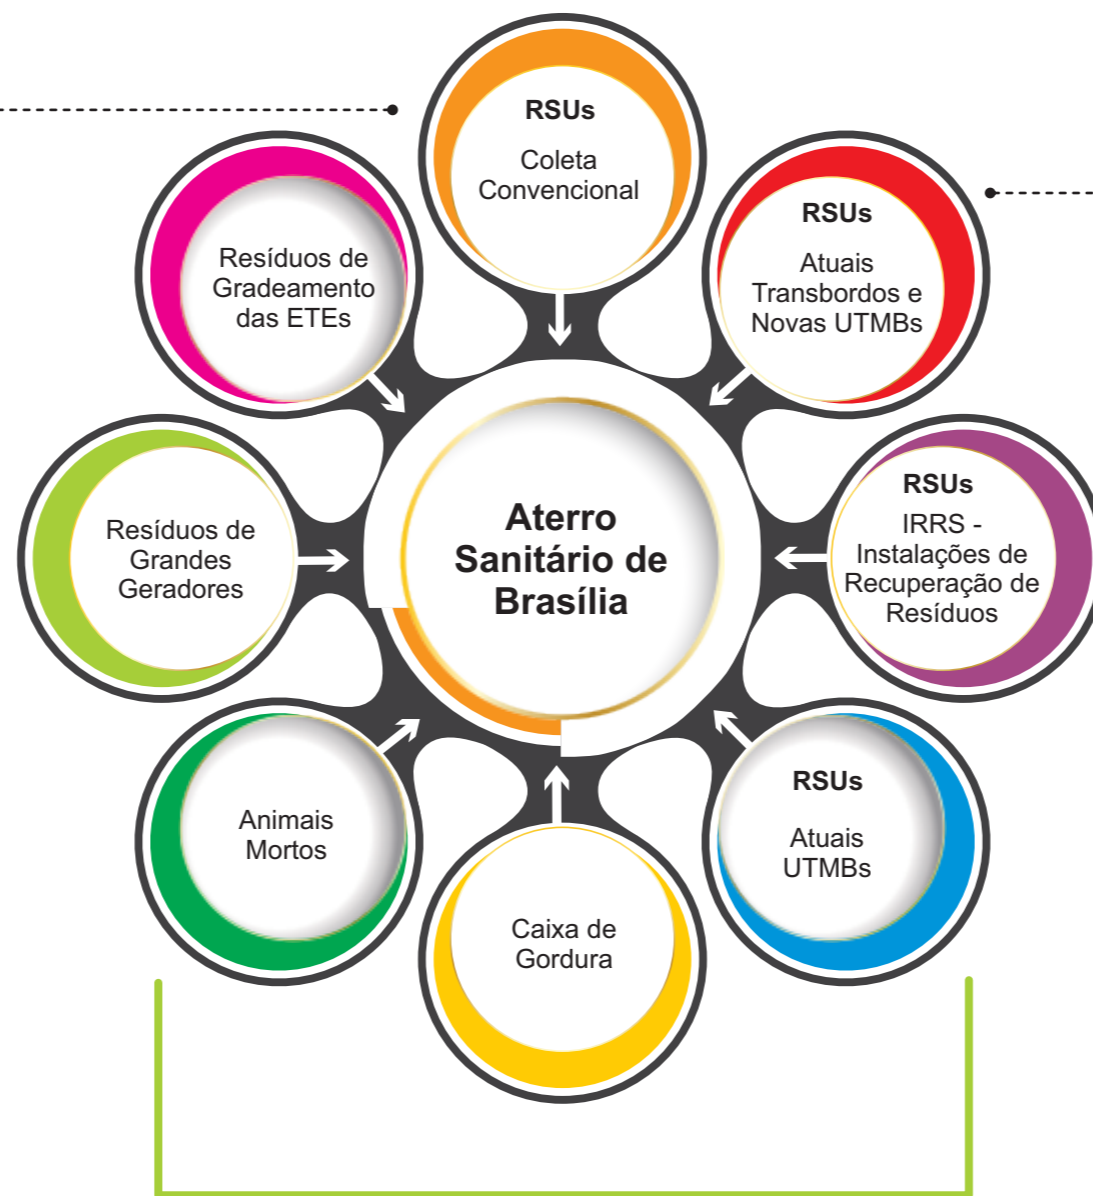 RSUs
Coleta
Convencional
RSUs
Atuais
Transbordos e
Novas UTMBs
Resíduos de
Gradeamento
das ETEs
RSUs
IRRS -
Instalações de
Recuperação de
Resíduos
Aterro
Sanitário de
Brasília
Resíduos de
Grandes
Geradores
RSUs
Atuais
UTMBs
Animais
Mortos
Caixa de
Gordura